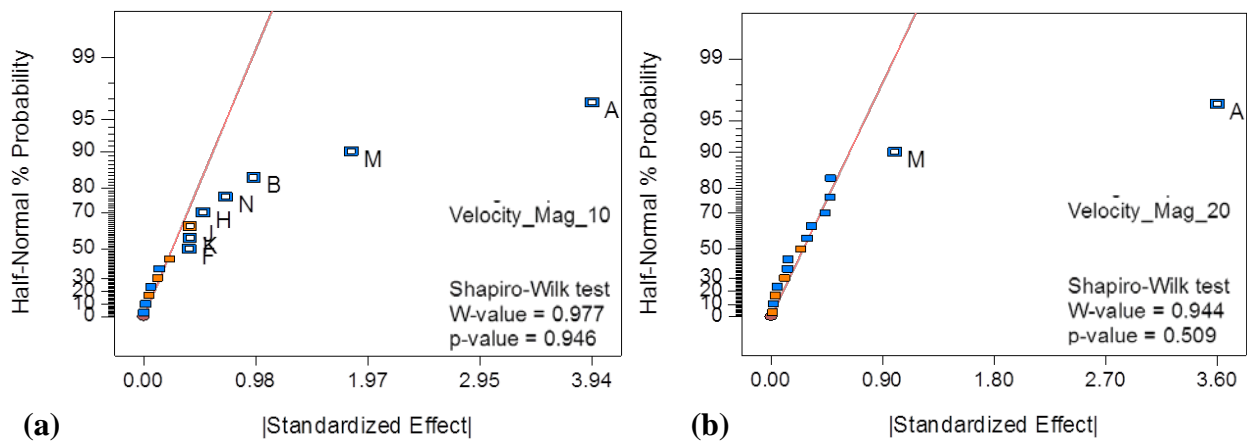 Half-Normal % Probability
99
95
90
80
70
50
30
20
10
0
A
M
B
N
H
K
F
Velocity_Mag_10
Shapiro-Wilk test
W-value = 0.977
p-value = 0.946
0.00 0.98 1.97 2.95 3.94
(a) |Standardized Effect|
Half-Normal % Probability
99
95
90
80
70
50
30
20
10
0
A
M
Velocity_Mag_20
Shapiro-Wilk test
W-value = 0.944
p-value = 0.509
0.00 0.90 1.80 2.70 3.60
(b) |Standardized Effect|